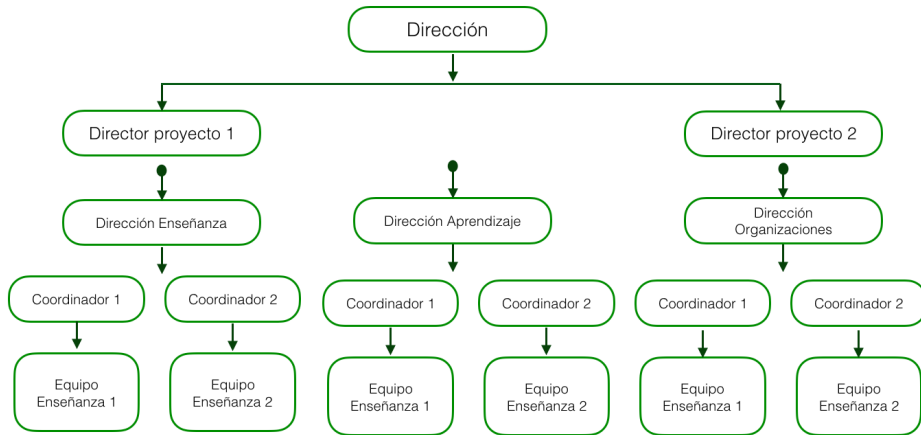 Dirección
Director proyecto 1
Director proyecto 2
Dirección Enseñanza
Dirección Aprendizaje
Dirección
Organizaciones
Coordinador 1
Coordinador 2
Coordinador 1
Coordinador 2
Coordinador 1
Coordinador 2
Equipo
Enseñanza 1
Equipo
Enseñanza 2
Equipo
Enseñanza 1
Equipo
Enseñanza 2
Equipo
Enseñanza 1
Equipo
Enseñanza 2